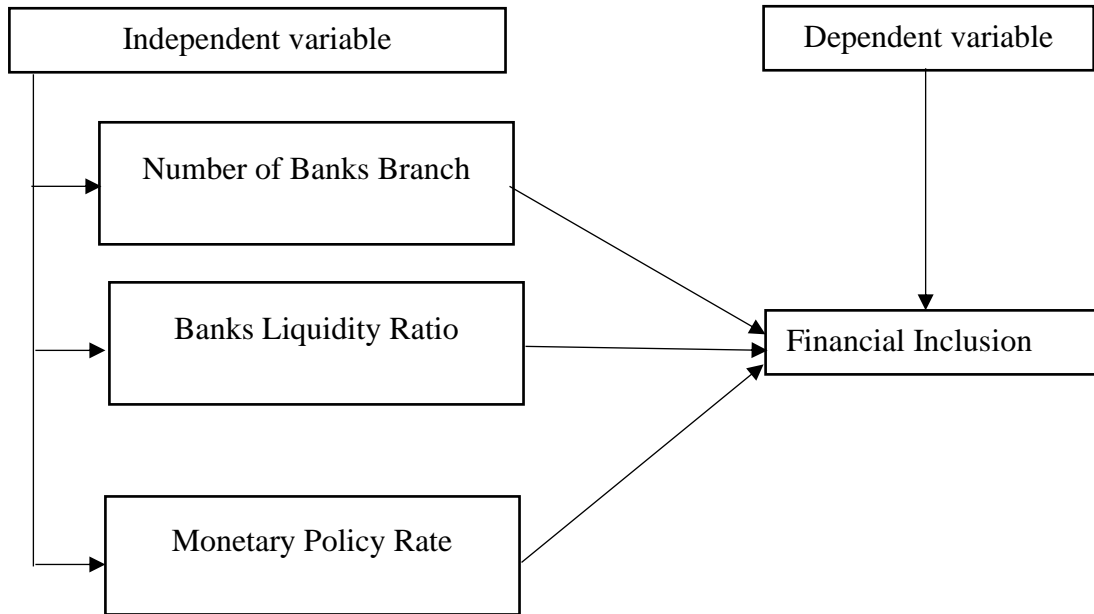 Independent variable
Dependent variable
Number of Banks Branch
Banks Liquidity Ratio
Financial Inclusion
Monetary Policy Rate